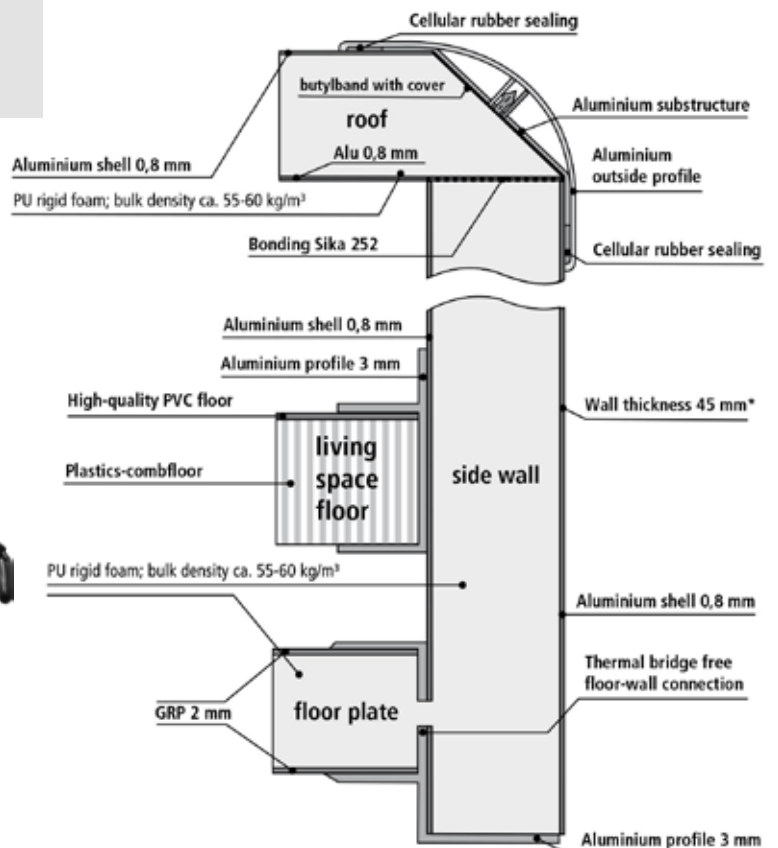 Cellular rubber sealing
butylband with cover
Aluminium substructure
roof
Alu 0,8 mm
Aluminium shell 0,8 mm
Aluminium
outside profile
PU rigid foam; bulk density ca. 55-60 kg/m³
Bonding Sika 252
Cellular rubber sealing
Aluminium shell 0,8 mm
Aluminium profile 3 mm
High-quality PVC floor
Wall thickness 45 mm*
living
space
floor
Plastics-combfloor
side wall
PU rigid foam; bulk density ca. 55-60 kg/m³
Aluminium shell 0,8 mm
Thermal bridge free
floor-wall connection
GRP 2 mm
floor plate
Aluminium profile 3 mm